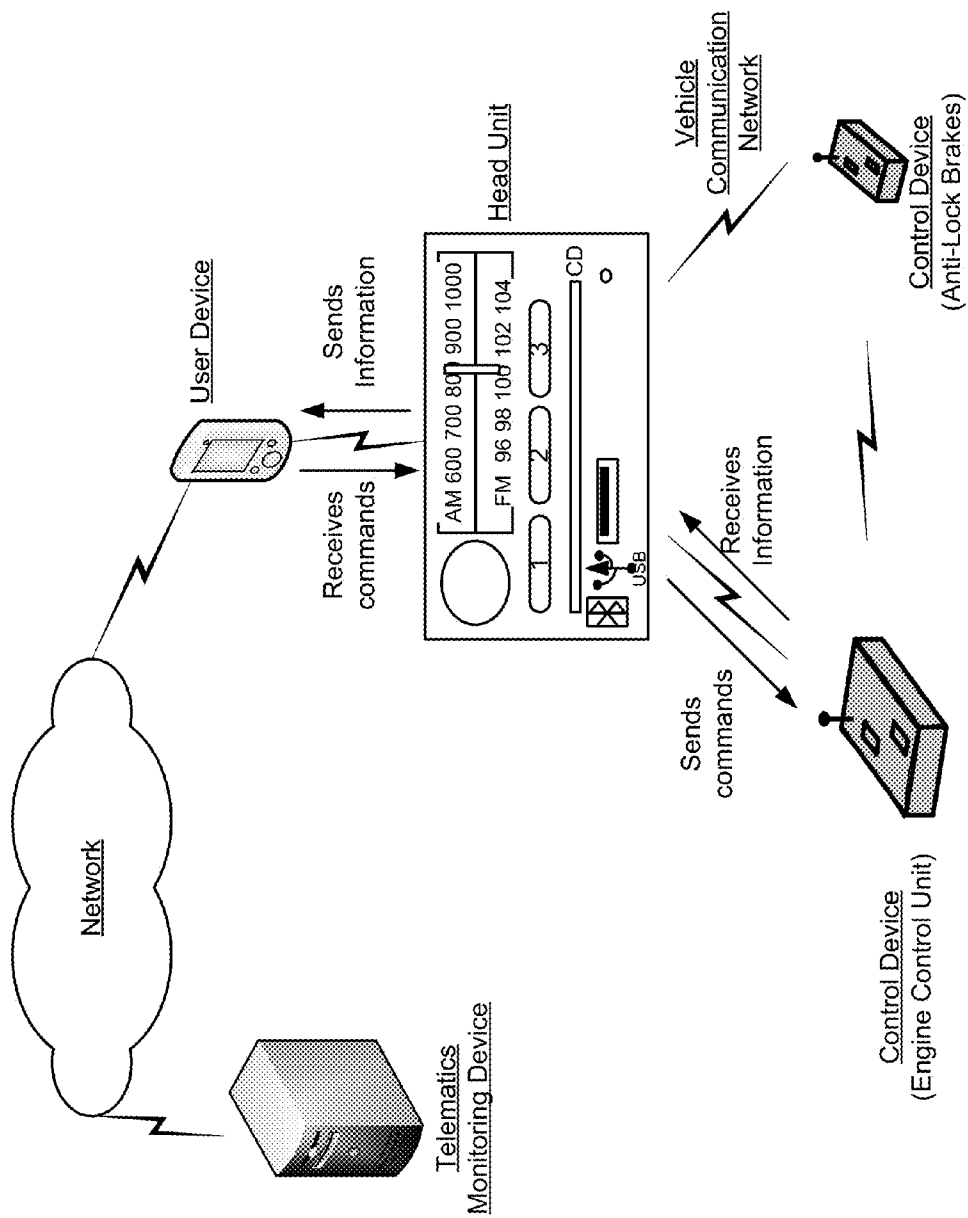 Network
Telematics
Monitoring Device
User Device
Receives
commands
Sends
Information
Head Unit
AM 600 700 800 900 1000
FM 96 98 100 102 104
1 2 3
CD
USB
Sends
commands
Receives
Information
Vehicle
Communication
Network
Control Device
(Engine Control Unit)
Control Device
(Anti-Lock Brakes)